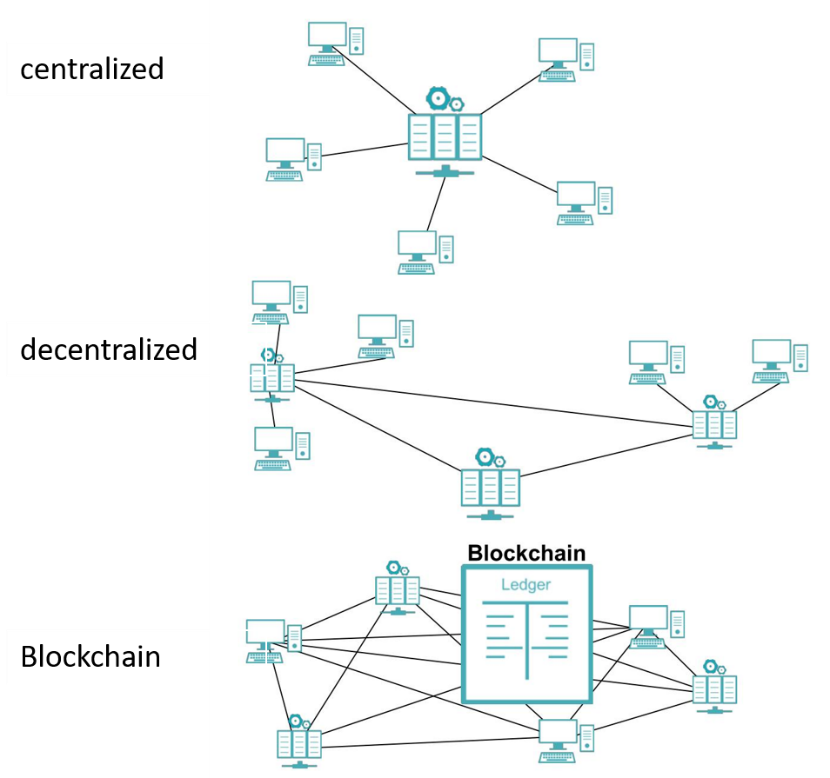 centralized
decentralized
Blockchain
Ledger
Blockchain